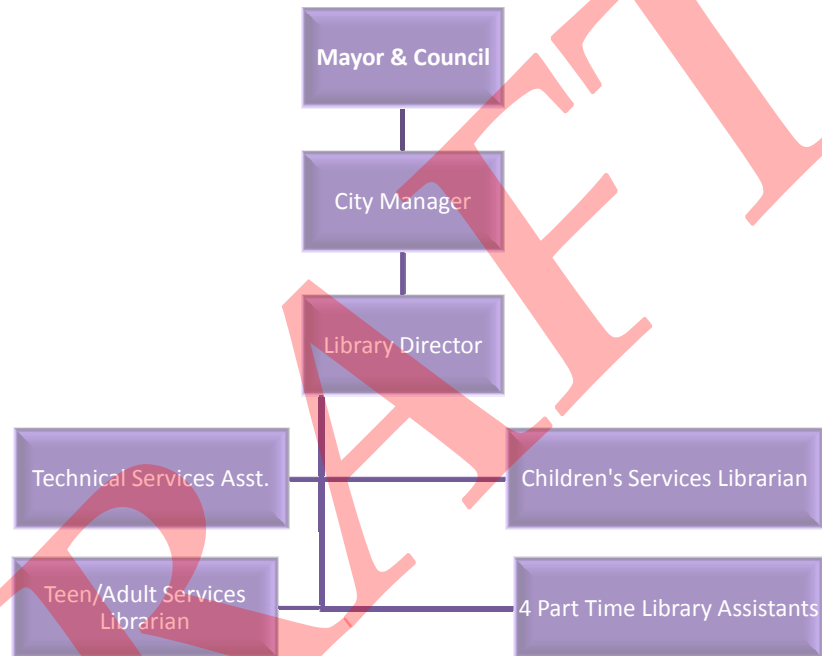 Mayor & Council
City Manager
Library Director
Technical Services Asst.
Children's Services Librarian
Teen/Adult Services
Librarian
4 Part Time Library Assistants
RAFT